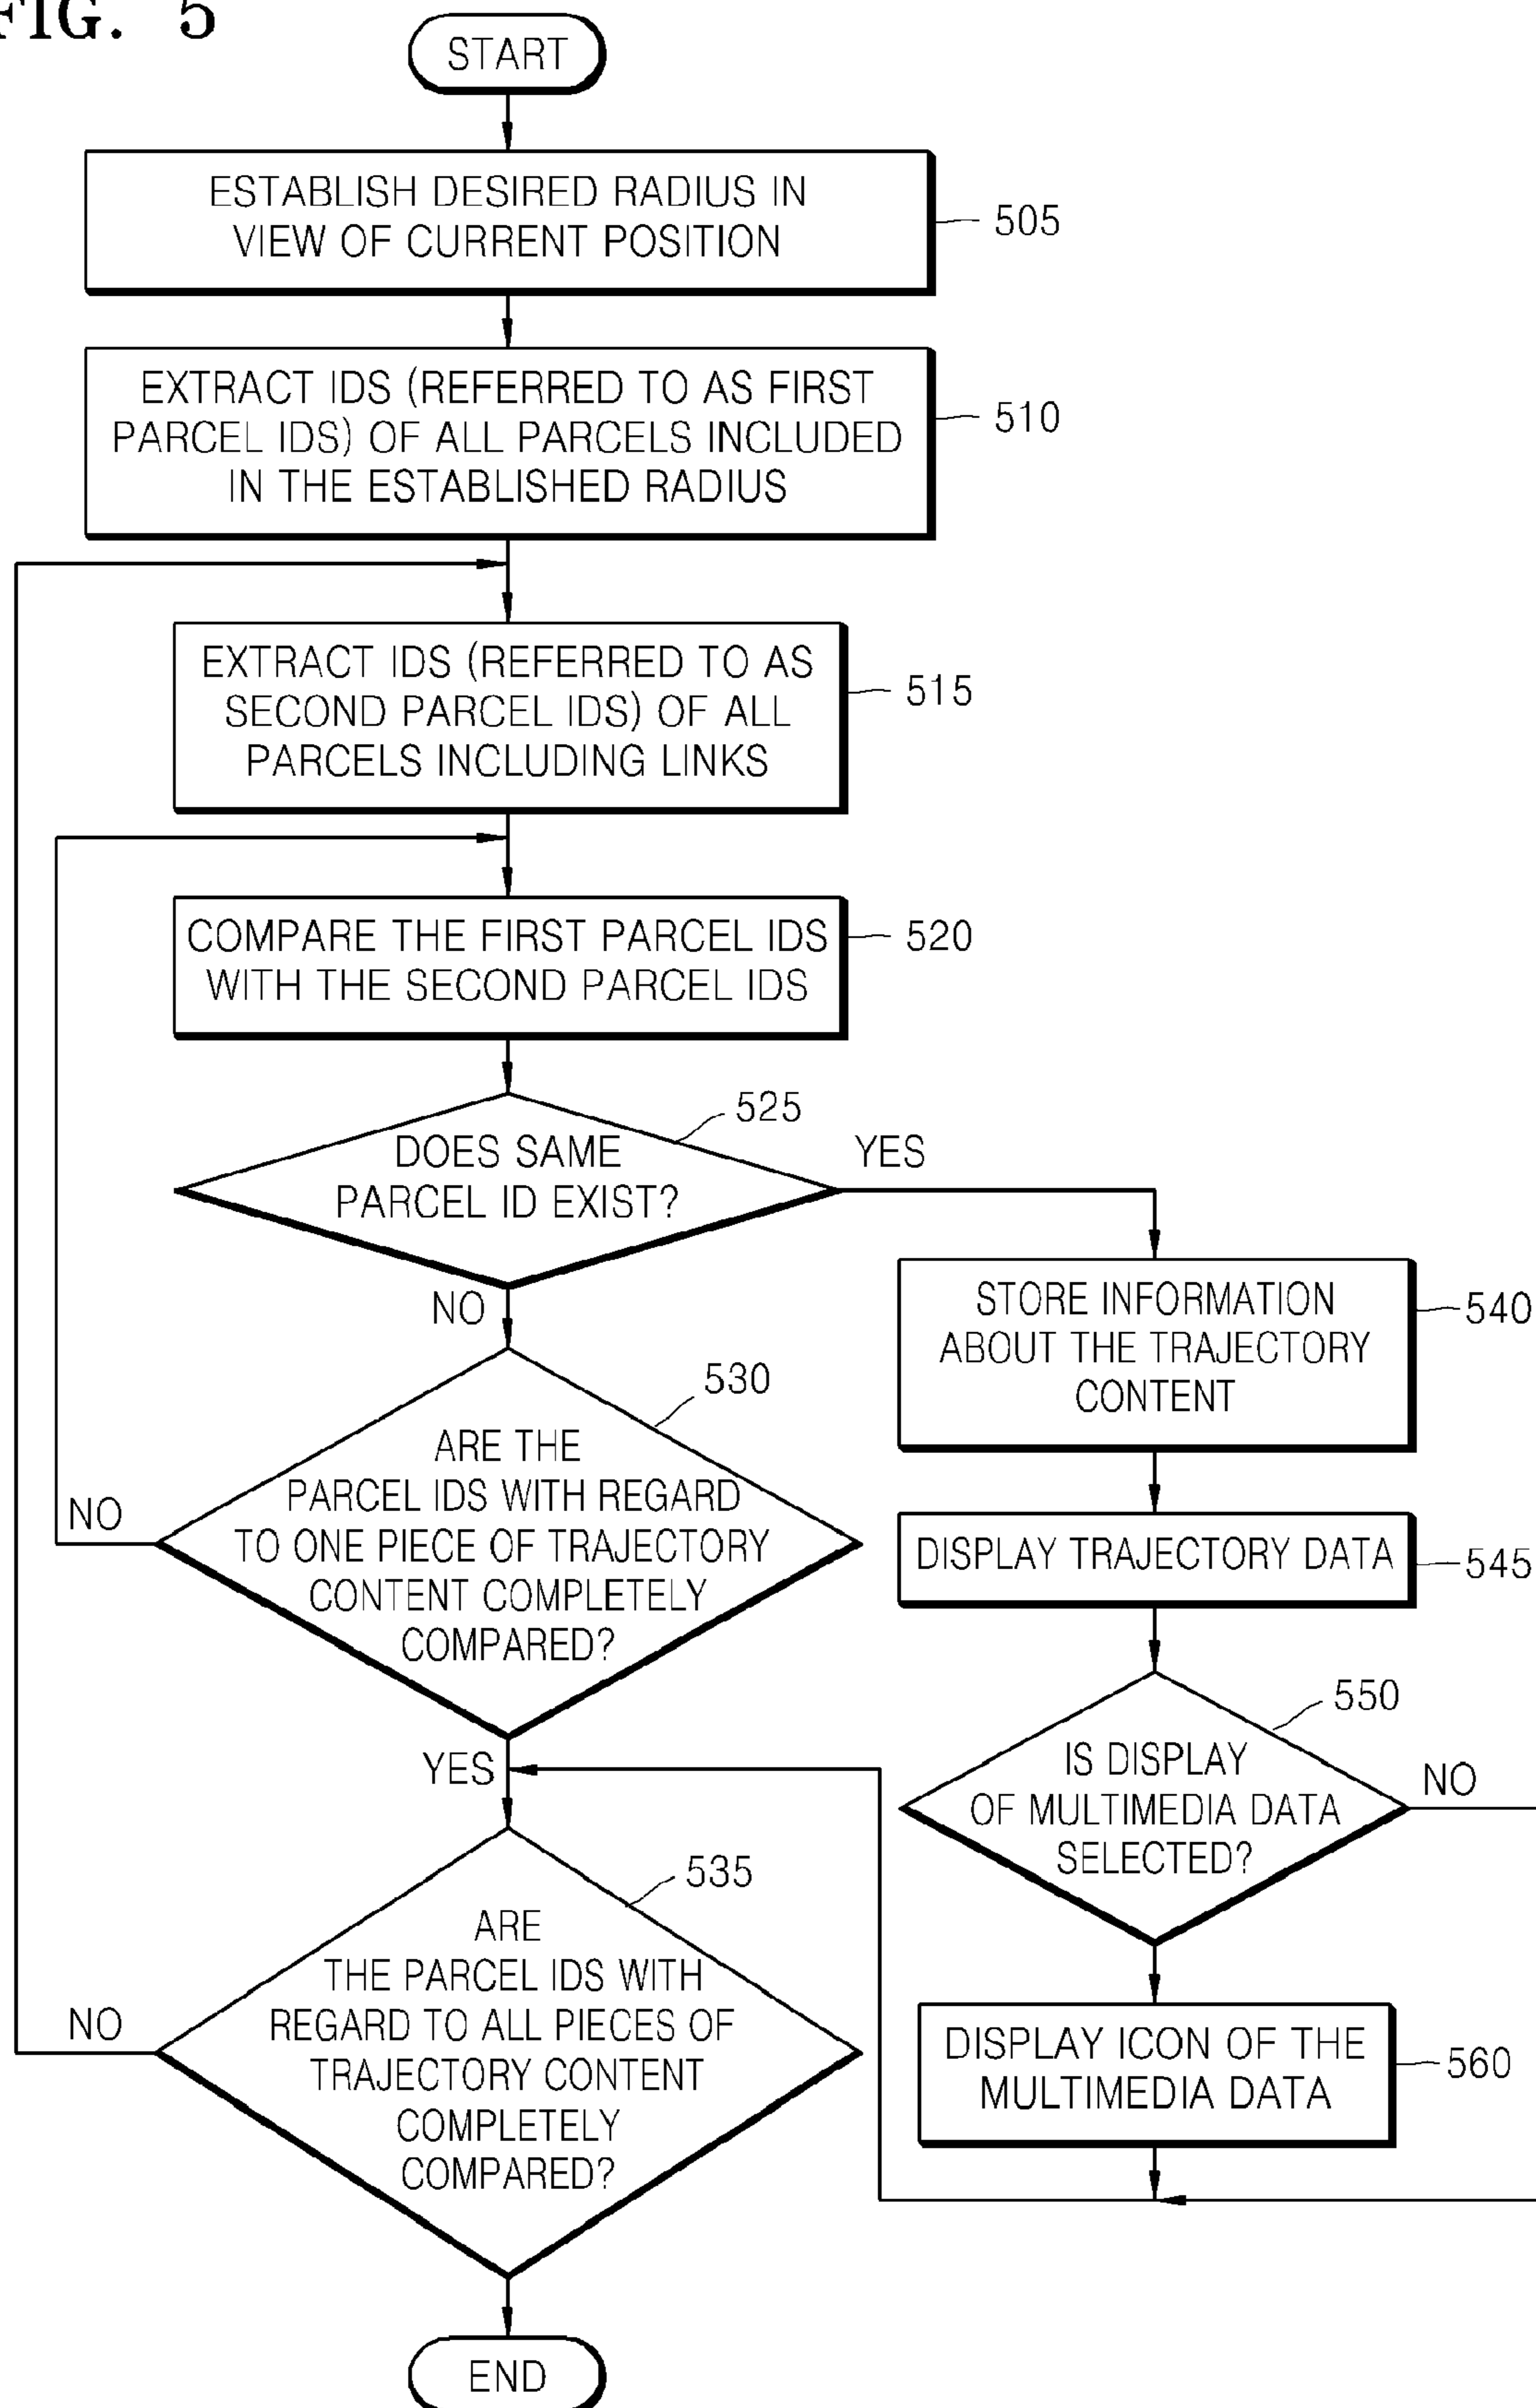 FIG. 5
START
ESTABLISH DESIRED RADIUS IN
VIEW OF CURRENT POSITION
505
EXTRACT IDS (REFERRED TO AS FIRST
PARCEL IDS) OF ALL PARCELS INCLUDED
IN THE ESTABLISHED RADIUS
510
EXTRACT IDS (REFERRED TO AS
SECOND PARCEL IDS) OF ALL
PARCELS INCLUDING LINKS
515
COMPARE THE FIRST PARCEL IDS
WITH THE SECOND PARCEL IDS
520
525
DOES SAME
PARCEL ID EXIST?
YES
NO
530
ARE THE
PARCEL IDS WITH REGARD
TO ONE PIECE OF TRAJECTORY
CONTENT COMPLETELY
COMPARED?
NO
YES
535
ARE
THE PARCEL IDS WITH
REGARD TO ALL PIECES OF
TRAJECTORY CONTENT
COMPLETELY
COMPARED?
NO
END
STORE INFORMATION
ABOUT THE TRAJECTORY
CONTENT
540
DISPLAY TRAJECTORY DATA
545
550
IS DISPLAY
OF MULTIMEDIA DATA
SELECTED?
NO
DISPLAY ICON OF THE
MULTIMEDIA DATA
560